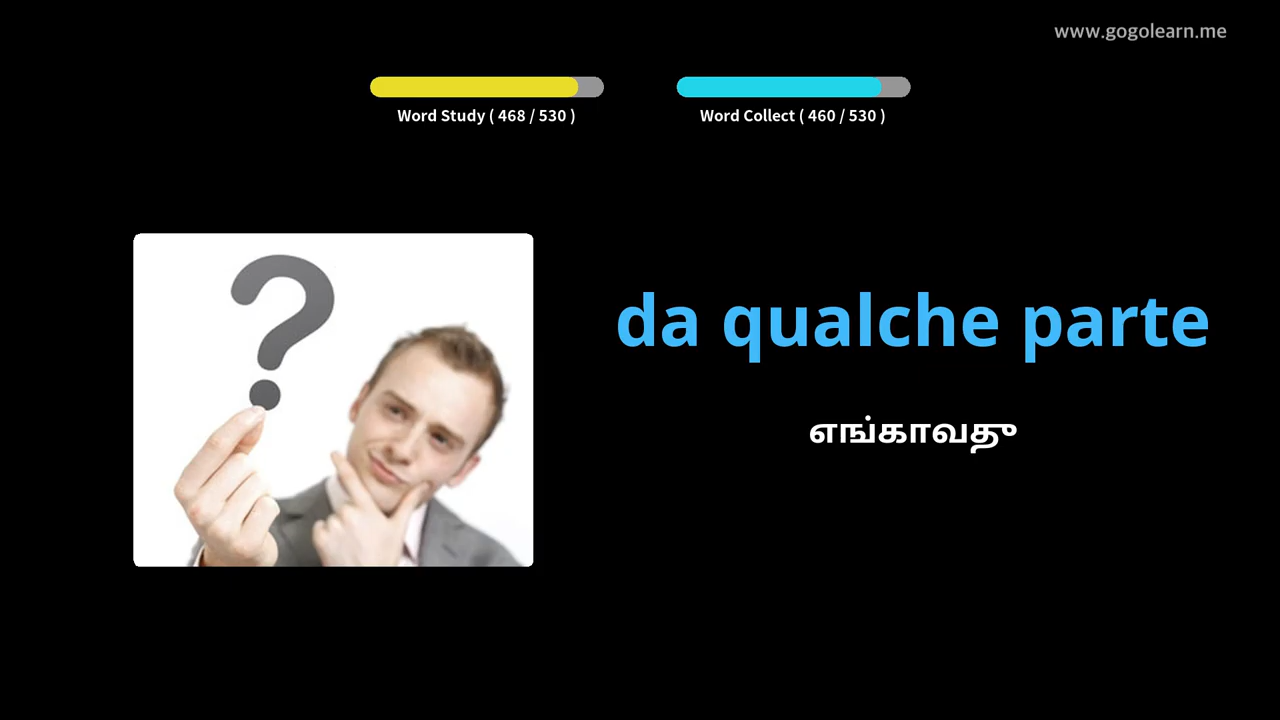 www.gogolearn.me
Word Study ( 468 / 530 )
Word Collect ( 460 / 530 )
da qualche parte
எங்காவது